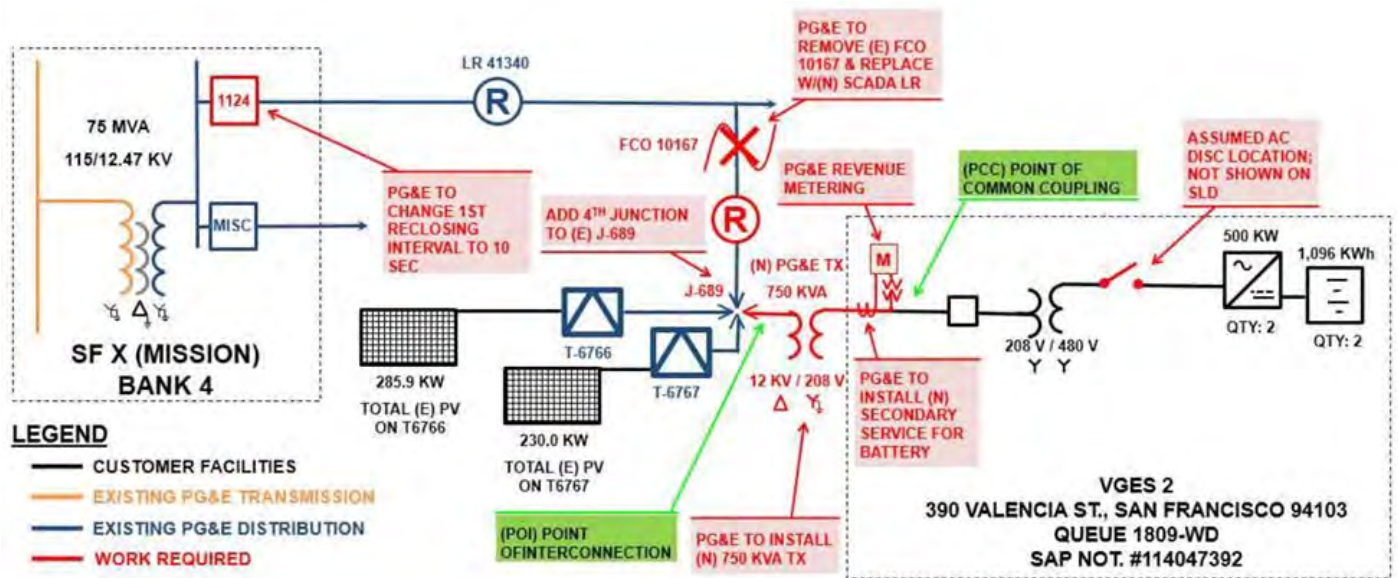 75 MVA
115/12.47 KV
1124
MISC
SF X (MISSION)
BANK 4
LR 41340
R
PG&E TO
REMOVE (E) FCO
10167 & REPLACE
W/(N) SCADA LR
FCO 10167
PG&E TO
CHANGE 1ST
RECLOSING
INTERVAL TO 10
SEC
ADD 4TH JUNCTION
TO (E) J-689
R
PG&E REVENUE
METERING
(PCC) POINT OF
COMMON COUPLING
ASSUMED AC
DISC LOCATION;
NOT SHOWN ON
SLD
J-689
(N) PG&E TX
750 KVA
M
500 KW
QTY: 2
1,096 KWh
QTY: 2
208 V / 480 V
T-6766
T-6767
285.9 KW
TOTAL (E) PV
ON T6766
230.0 KW
TOTAL (E) PV
ON T6767
12 KV / 208 V
PG&E TO
INSTALL (N)
SECONDARY
SERVICE FOR
BATTERY
(POI) POINT
OFINTERCONNECTION
PG&E TO INSTALL
(N) 750 KVA TX
LEGEND
CUSTOMER FACILITIES
EXISTING PG&E TRANSMISSION
EXISTING PG&E DISTRIBUTION
WORK REQUIRED
VGES 2
390 VALENCIA ST., SAN FRANCISCO 94103
QUEUE 1809-WD
SAP NOT. #114047392